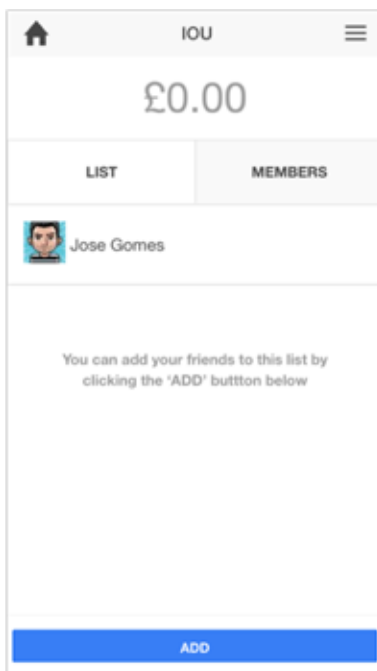 IOU
£0.00
LIST MEMBERS
Jose Gomes
You can add your friends to this list by
clicking the 'ADD' buttton below
ADD